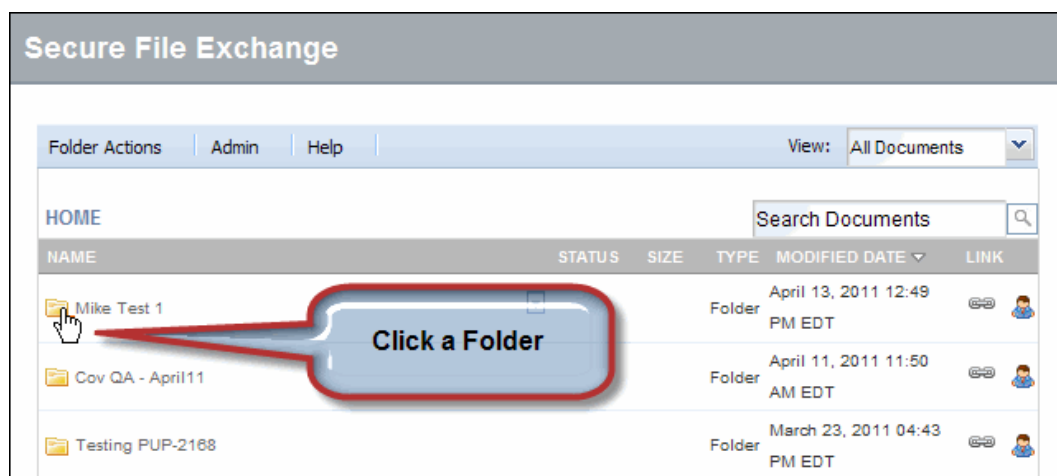 Secure File Exchange
Folder Actions Admin Help View: All Documents
HOME Search Documents
NAME STATUS SIZE TYPE MODIFIED DATE LINK
Mike Test 1 Folder April 13, 2011 12:49
PM EDT
Click a Folder
Cov QA - April11 Folder April 11, 2011 11:50
AM EDT
Testing PUP-2168 Folder March 23, 2011 04:43
PM EDT